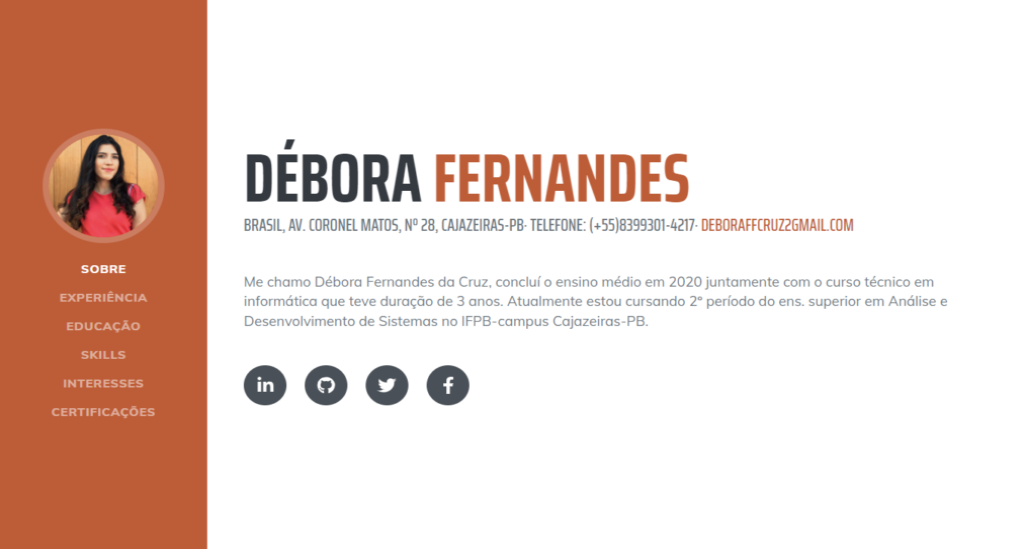 SOBRE
EXPERIÊNCIA
EDUCAÇÃO
SKILLS
INTERESSES
CERTIFICAÇÕES
DÉBORA FERNANDES
BRASIL, AV. CORONEL MATOS, Nº 28, CAJAZEIRAS-PB· TELEFONE: (+55)8399301-4217· DEBORAFFCRUZ2GMAIL.COM
Me chamo Débora Fernandes da Cruz, concluí o ensino médio em 2020 juntamente com o curso técnico em
informática que teve duração de 3 anos. Atualmente estou cursando 2º período do ens. superior em Análise e
Desenvolvimento de Sistemas no IFPB-campus Cajazeiras-PB.